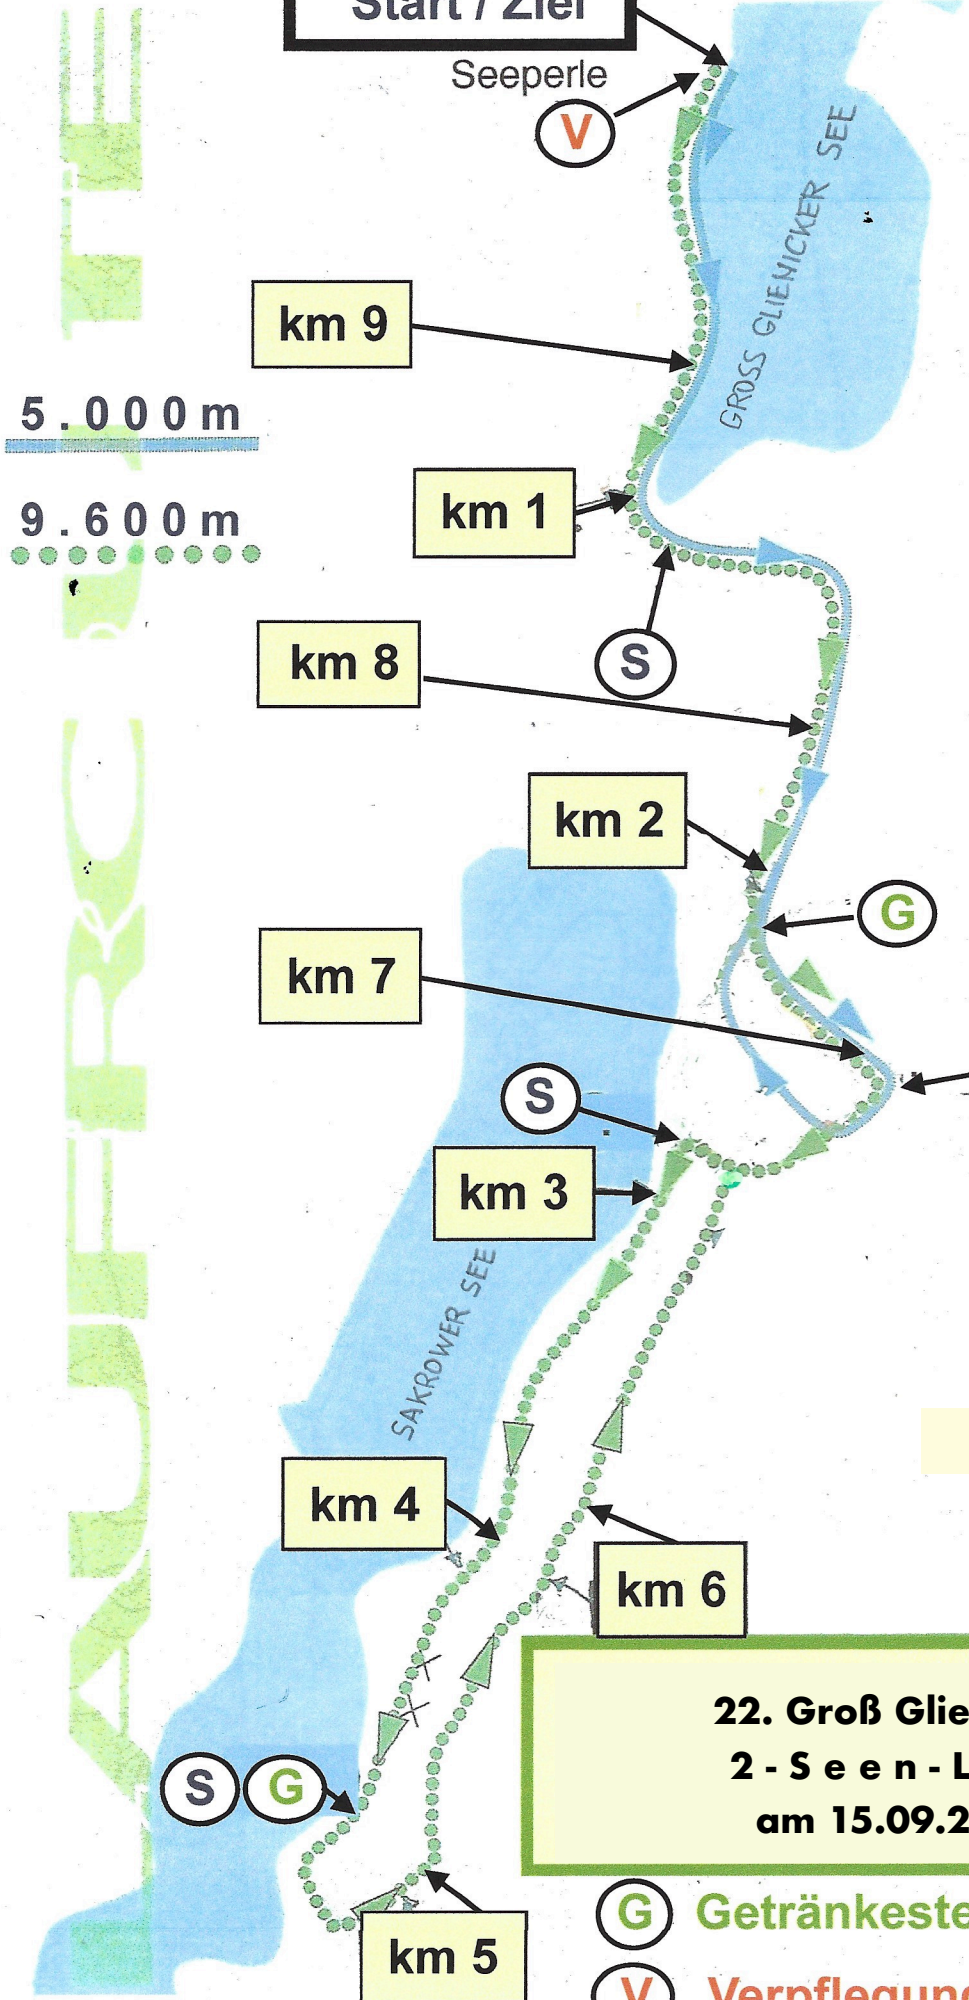 Start / Ziel
Seeperle
V
GROSS GLIENICKER SEE
km 9
5.000m
km 1
9.600m
S
km 8
km 2
G
km 7
S
km 3
SAKROWER SEE
km 4
km 6
22. Groß Glie
2 - S e e n - L
am 15.09.2
S G
G Getränkeste
km 5
V Verpflegung